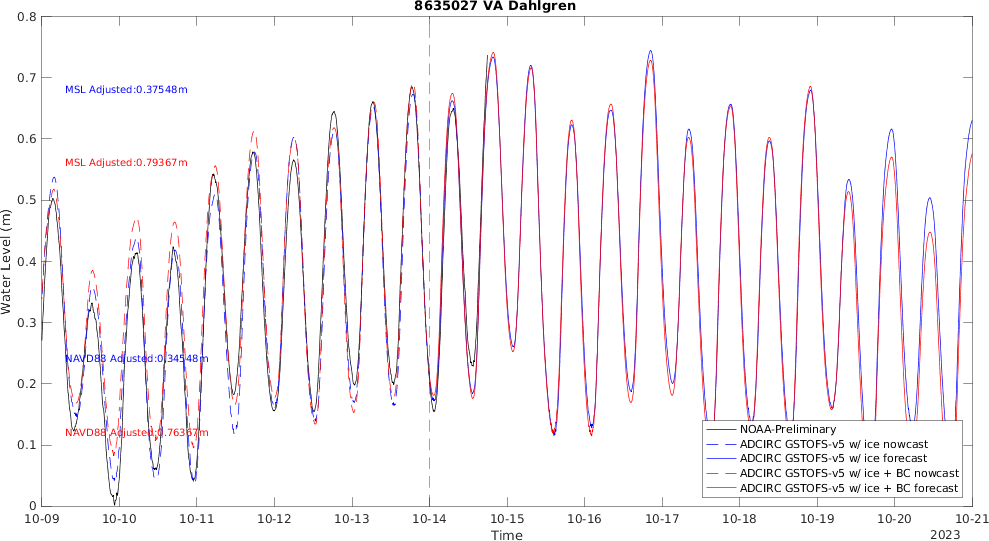 8635027 VA Dahlgren
0.8
0.7
0.6
0.5
0.4
0.3
0.2
0.1
0
Water Level (m)
MSL Adjusted:0.37548m
MSL Adjusted:0.79367m
NAVD88 Adjusted:0.34548m
NAVD88 Adjusted:0.76367m
NOAA-Preliminary
ADCIRC GSTOFS-v5 w/ ice nowcast
ADCIRC GSTOFS-v5 w/ ice forecast
ADCIRC GSTOFS-v5 w/ ice + BC nowcast
ADCIRC GSTOFS-v5 w/ ice + BC forecast
10-09 10-10 10-11 10-12 10-13 10-14 10-15 10-16 10-17 10-18 10-19 10-20 10-21
Time
2023